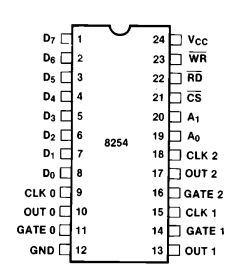 D7 1 24 VCC
D6 2 23 WR
D5 3 22 RD
D4 4 21 CS
D3 5 20 A1
D2 6 19 A0
D1 7 8254 18 CLK 2
D0 8 17 OUT 2
CLK 0 9 16 GATE 2
OUT 0 10 15 CLK 1
GATE 0 11 14 GATE 1
GND 12 13 OUT 1